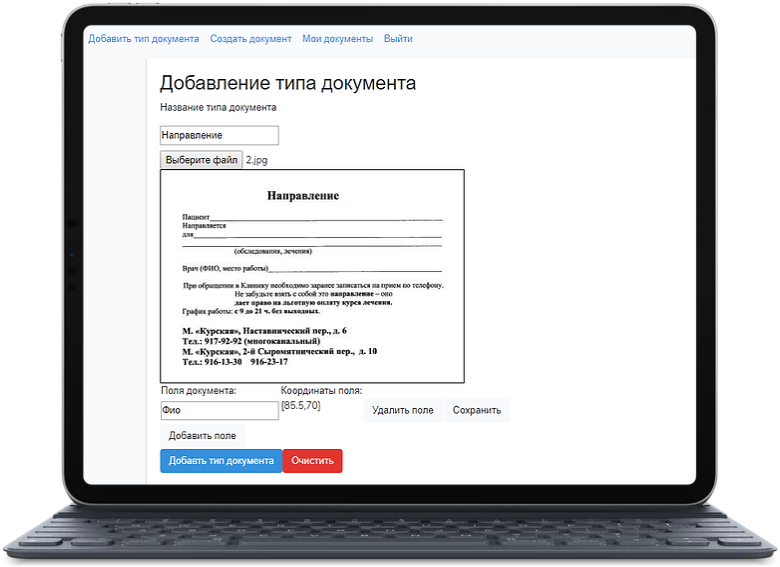 Добавить тип документа Создать документ Мои документы Выйти
Добавление типа документа
Название типа документа
Направление
Выберите файл 2.jpg
Направление
Пациент
Направляется
для
(обследования, лечения)
Врач (ФИО, место работы)
При обращении в Клинику необходимо заранее записаться на прием по телефону.
Не забудьте взять с собой это направление – оно
дает право на льготную оплату курса лечения.
График работы: с 9 до 21 ч. без выходных.
М. «Курская», Наставнический пер., д. 6
Тел.: 917-92-92 (многоканальный)
М. «Курская», 2-й Сыромятнический пер., д. 10
Тел.: 916-13-30 916-23-17
Поля документа: Координаты поля:
Фио [85.5,70] Удалить поле Сохранить
Добавить поле
Добавть тип документа Очистить